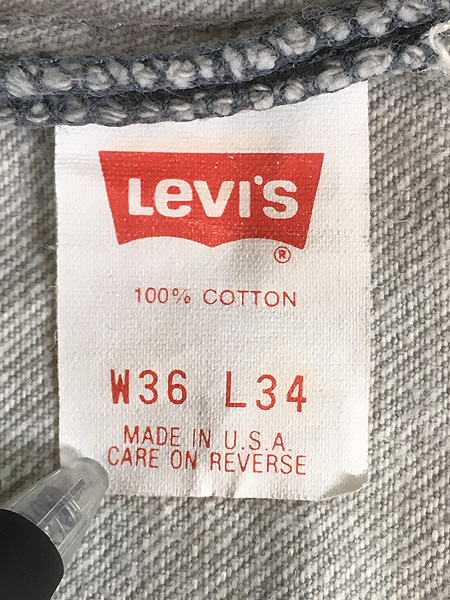 Levi's
®
100% COTTON
W36 L34
MADE IN U.S.A.
CARE ON REVERSE